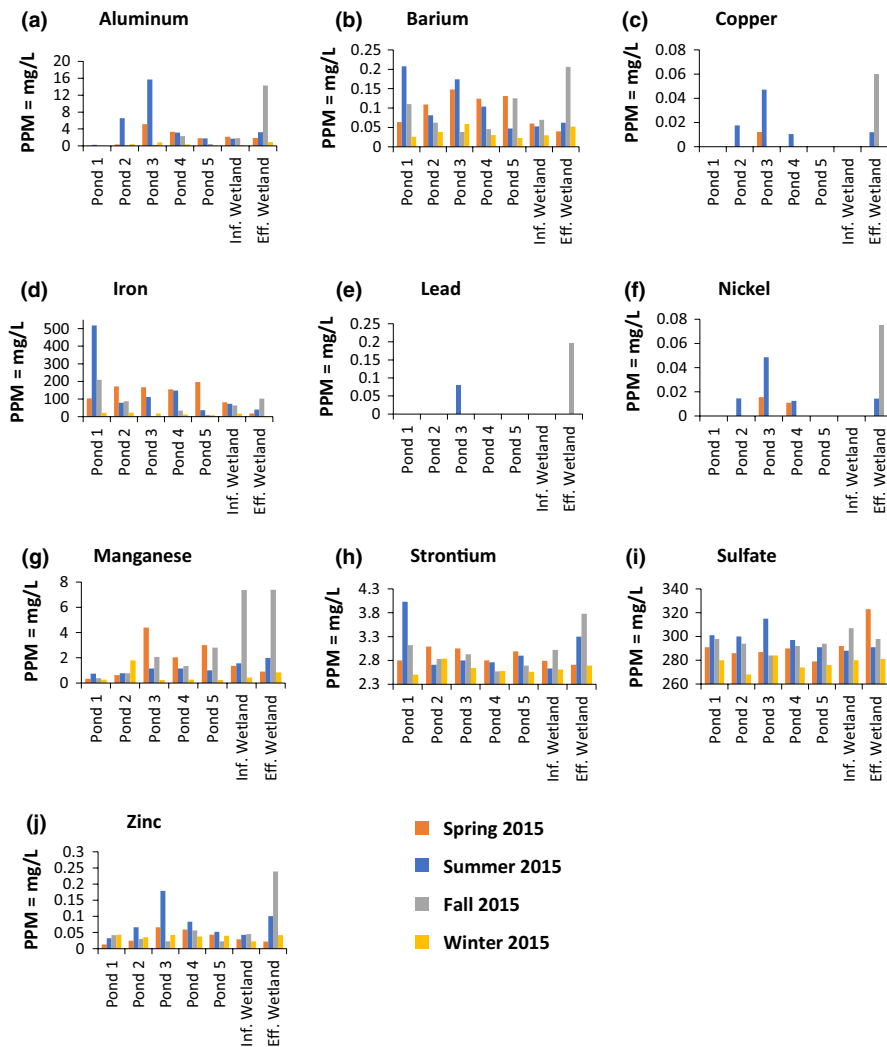 (a) Aluminum
PPM = mg/L
20
16
12
8
4
0
Pond 1
Pond 2
Pond 3
Pond 4
Pond 5
Inf. Wetland
Eff. Wetland
(b) Barium
PPM = mg/L
0.25
0.2
0.15
0.1
0.05
0
Pond 1
Pond 2
Pond 3
Pond 4
Pond 5
Inf. Wetland
Eff. Wetland
(c) Copper
PPM = mg/L
0.08
0.06
0.04
0.02
0
Pond 1
Pond 2
Pond 3
Pond 4
Pond 5
Inf. Wetland
Eff. Wetland
(d) Iron
PPM = mg/L
500
400
300
200
100
0
Pond 1
Pond 2
Pond 3
Pond 4
Pond 5
Inf. Wetland
Eff. Wetland
(e) Lead
PPM = mg/L
0.25
0.2
0.15
0.1
0.05
0
Pond 1
Pond 2
Pond 3
Pond 4
Pond 5
Inf. Wetland
Eff. Wetland
(f) Nickel
PPM = mg/L
0.08
0.06
0.04
0.02
0
Pond 1
Pond 2
Pond 3
Pond 4
Pond 5
Inf. Wetland
Eff. Wetland
(g) Manganese
PPM = mg/L
8
6
4
2
0
Pond 1
Pond 2
Pond 3
Pond 4
Pond 5
Inf. Wetland
Eff. Wetland
(h) Strontium
PPM = mg/L
4.3
3.8
3.3
2.8
2.3
Pond 1
Pond 2
Pond 3
Pond 4
Pond 5
Inf. Wetland
Eff. Wetland
(i) Sulfate
PPM = mg/L
340
320
300
280
260
Pond 1
Pond 2
Pond 3
Pond 4
Pond 5
Inf. Wetland
Eff. Wetland
(j) Zinc
PPM = mg/L
0.3
0.25
0.2
0.15
0.1
0.05
0
Pond 1
Pond 2
Pond 3
Pond 4
Pond 5
Inf. Wetland
Eff. Wetland
Spring 2015
Summer 2015
Fall 2015
Winter 2015